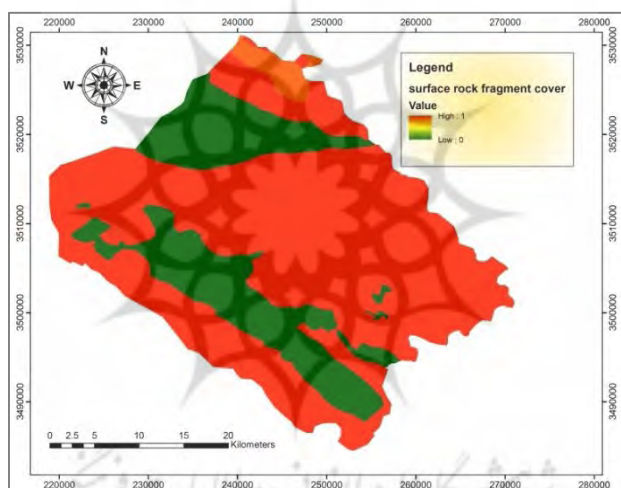 220000 230000 240000 250000 260000 270000 280000
3530000
3520000
3510000
3500000
3490000
3530000
3520000
3510000
3500000
3490000
N
W E
S
Legend
surface rock fragment cover
Value
High : 1
Low : 0
0 2.5 5 10 15 20
Kilometers
220000 230000 240000 250000 260000 270000 280000